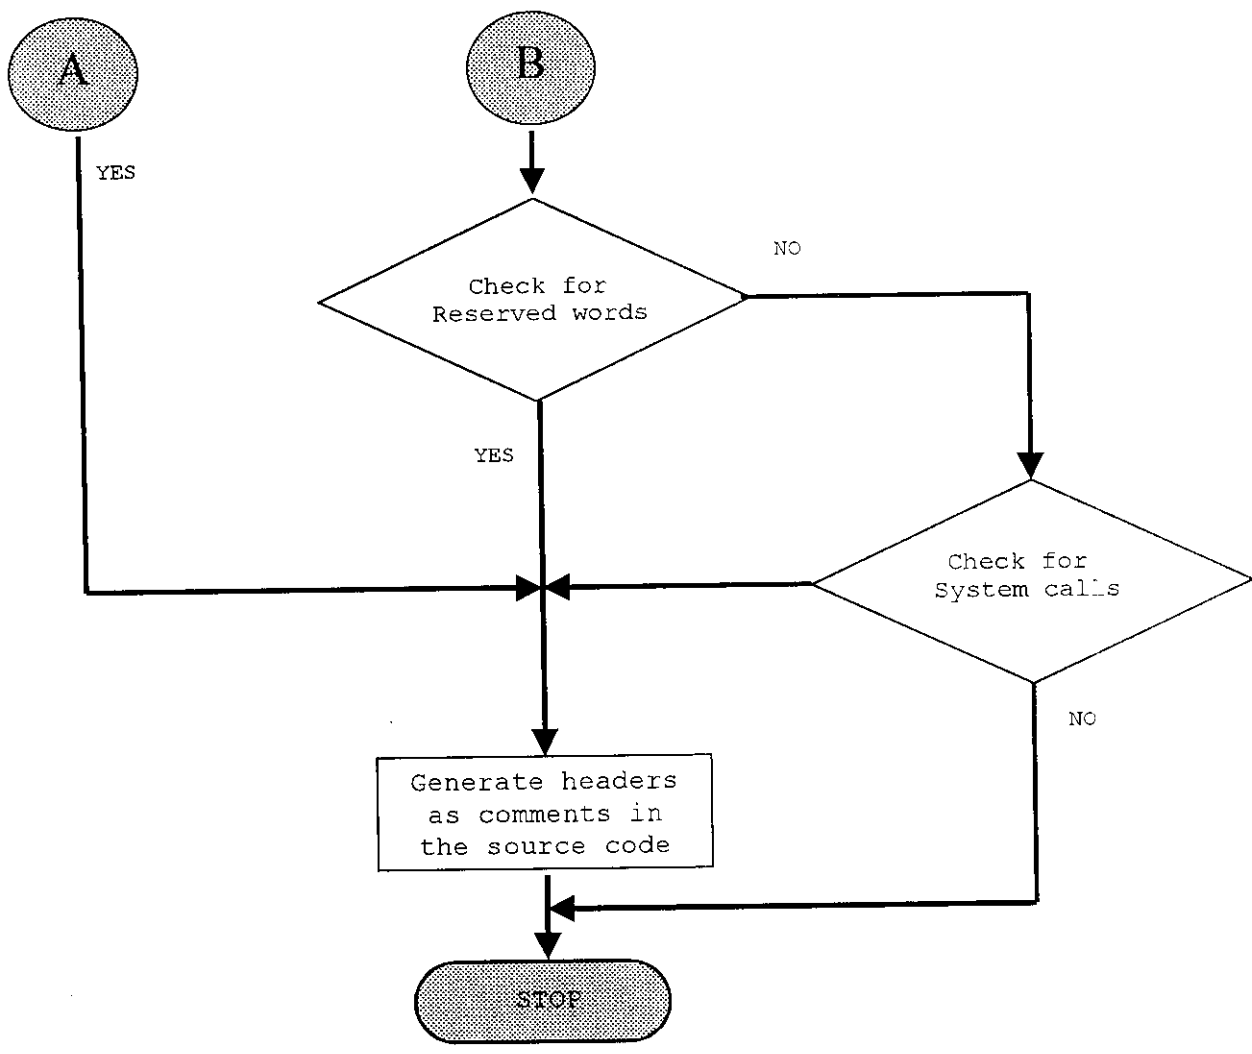 A
B
YES
NO
Check for
Reserved words
YES
Check for
System calls
NO
Generate headers
as comments in
the source code
STOP